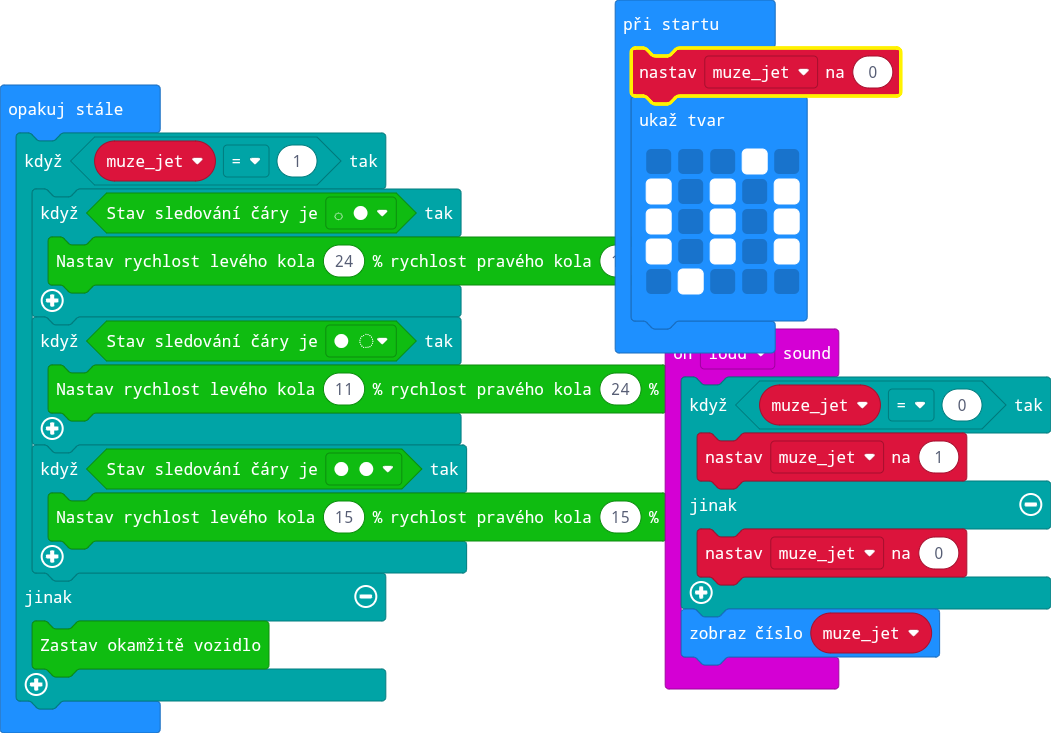 při startu
nastav muze_jet na 0
ukaž tvar
opakuj stále
když muze_jet = 1 tak
když Stav sledování čáry je tak
Nastav rychlost levého kola 24 % rychlost pravého kola
když Stav sledování čáry je tak
Nastav rychlost levého kola 11 % rychlost pravého kola 24 %
když Stav sledování čáry je tak
Nastav rychlost levého kola 15 % rychlost pravého kola 15 %
jinak
Zastav okamžitě vozidlo
on loud sound
když muze_jet = 0 tak
nastav muze_jet na 1
jinak
nastav muze_jet na 0
zobraz číslo muze_jet